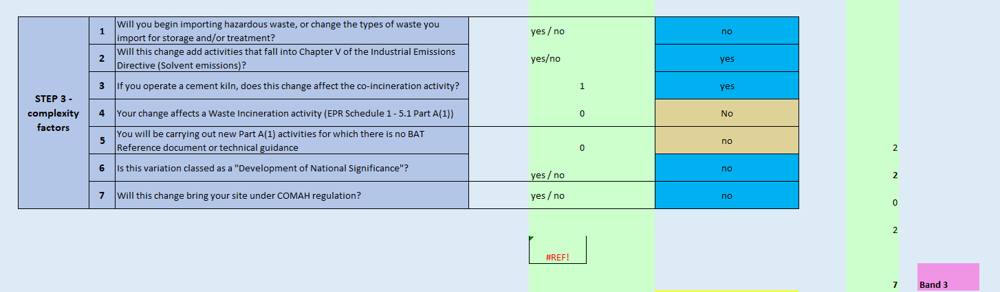 1 Will you begin importing hazardous waste, or change the types of waste you
import for storage and/or treatment? yes / no no
2 Will this change add activities that fall into Chapter V of the Industrial Emissions
Directive (Solvent emissions)? yes/no yes
3 If you operate a cement kiln, does this change affect the co-incineration activity? 1 yes
STEP 3 -
complexity
factors
4 Your change affects a Waste Incineration activity (EPR Schedule 1 - 5.1 Part A(1)) 0 No
5 You will be carrying out new Part A(1) activities for which there is no BAT
Reference document or technical guidance 0 no 2
6 Is this variation classed as a "Development of National Significance"? yes / no no 2
7 Will this change bring your site under COMAH regulation? yes / no no 0
2
#REF!
7 Band 3